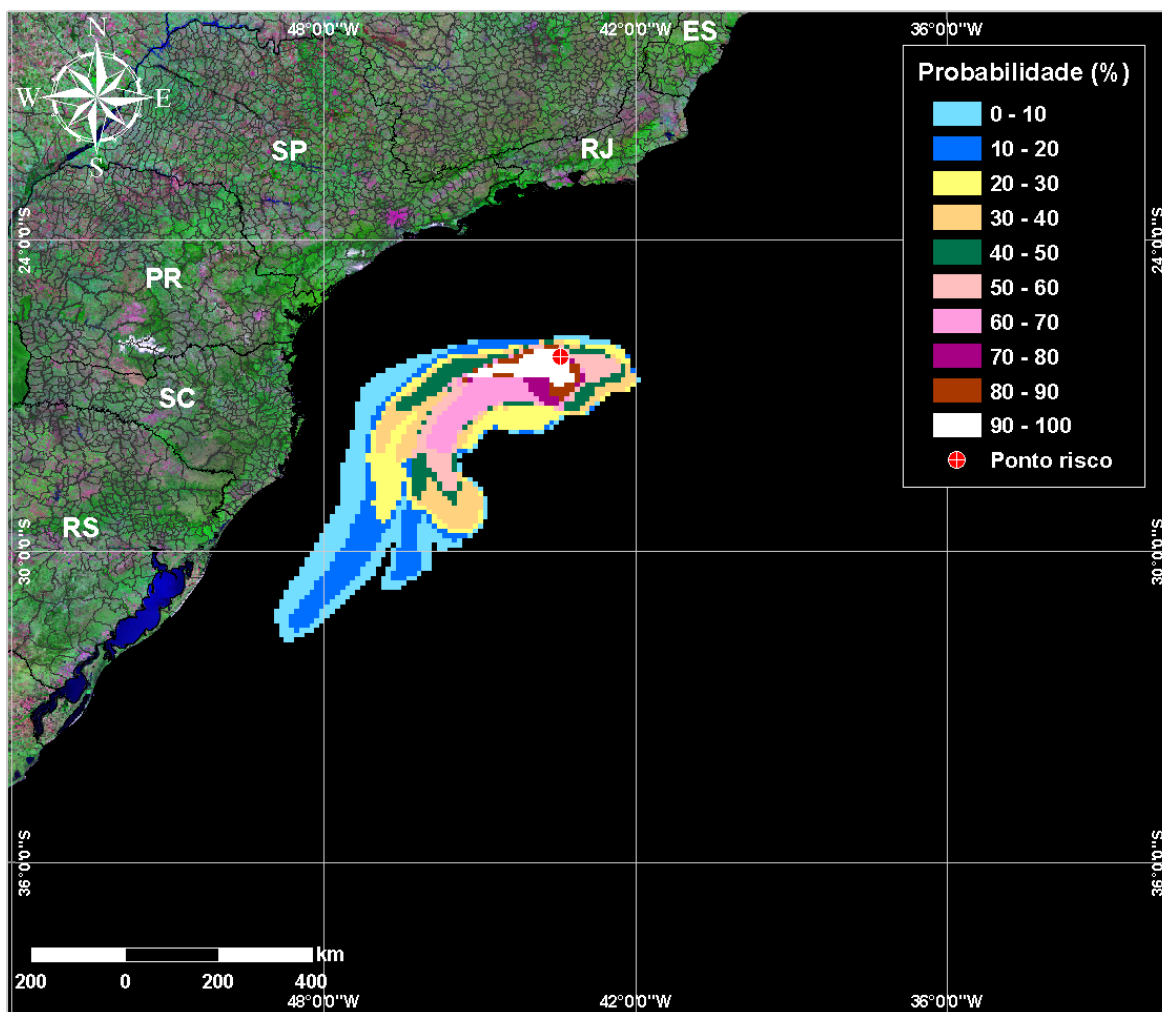 48°0'0"W
42°0'0"W
36°0'0"W
N
W
E
S
ES
SP
RJ
PR
SC
RS
24°0'0"S
24°0'0"S
30°0'0"S
30°0'0"S
36°0'0"S
36°0'0"S
Probabilidade (%)
0 - 10
10 - 20
20 - 30
30 - 40
40 - 50
50 - 60
60 - 70
70 - 80
80 - 90
90 - 100
Ponto risco
km
200 0 200 400
48°0'0"W
42°0'0"W
36°0'0"W